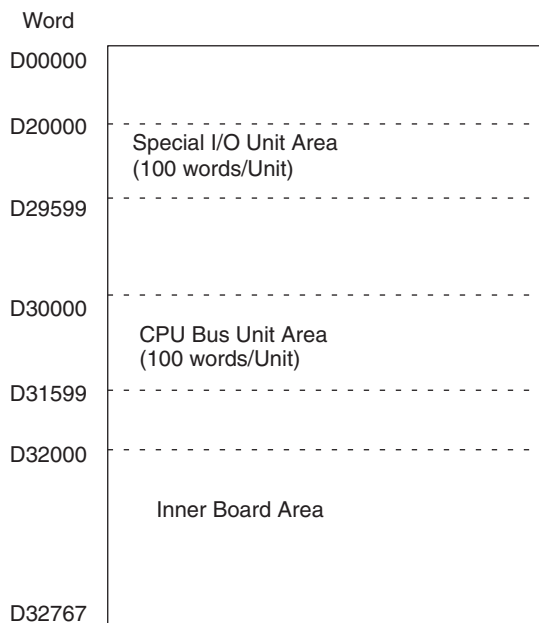 Word
D00000
D20000
Special I/O Unit Area
(100 words/Unit)
D29599
D30000
CPU Bus Unit Area
(100 words/Unit)
D31599
D32000
Inner Board Area
D32767